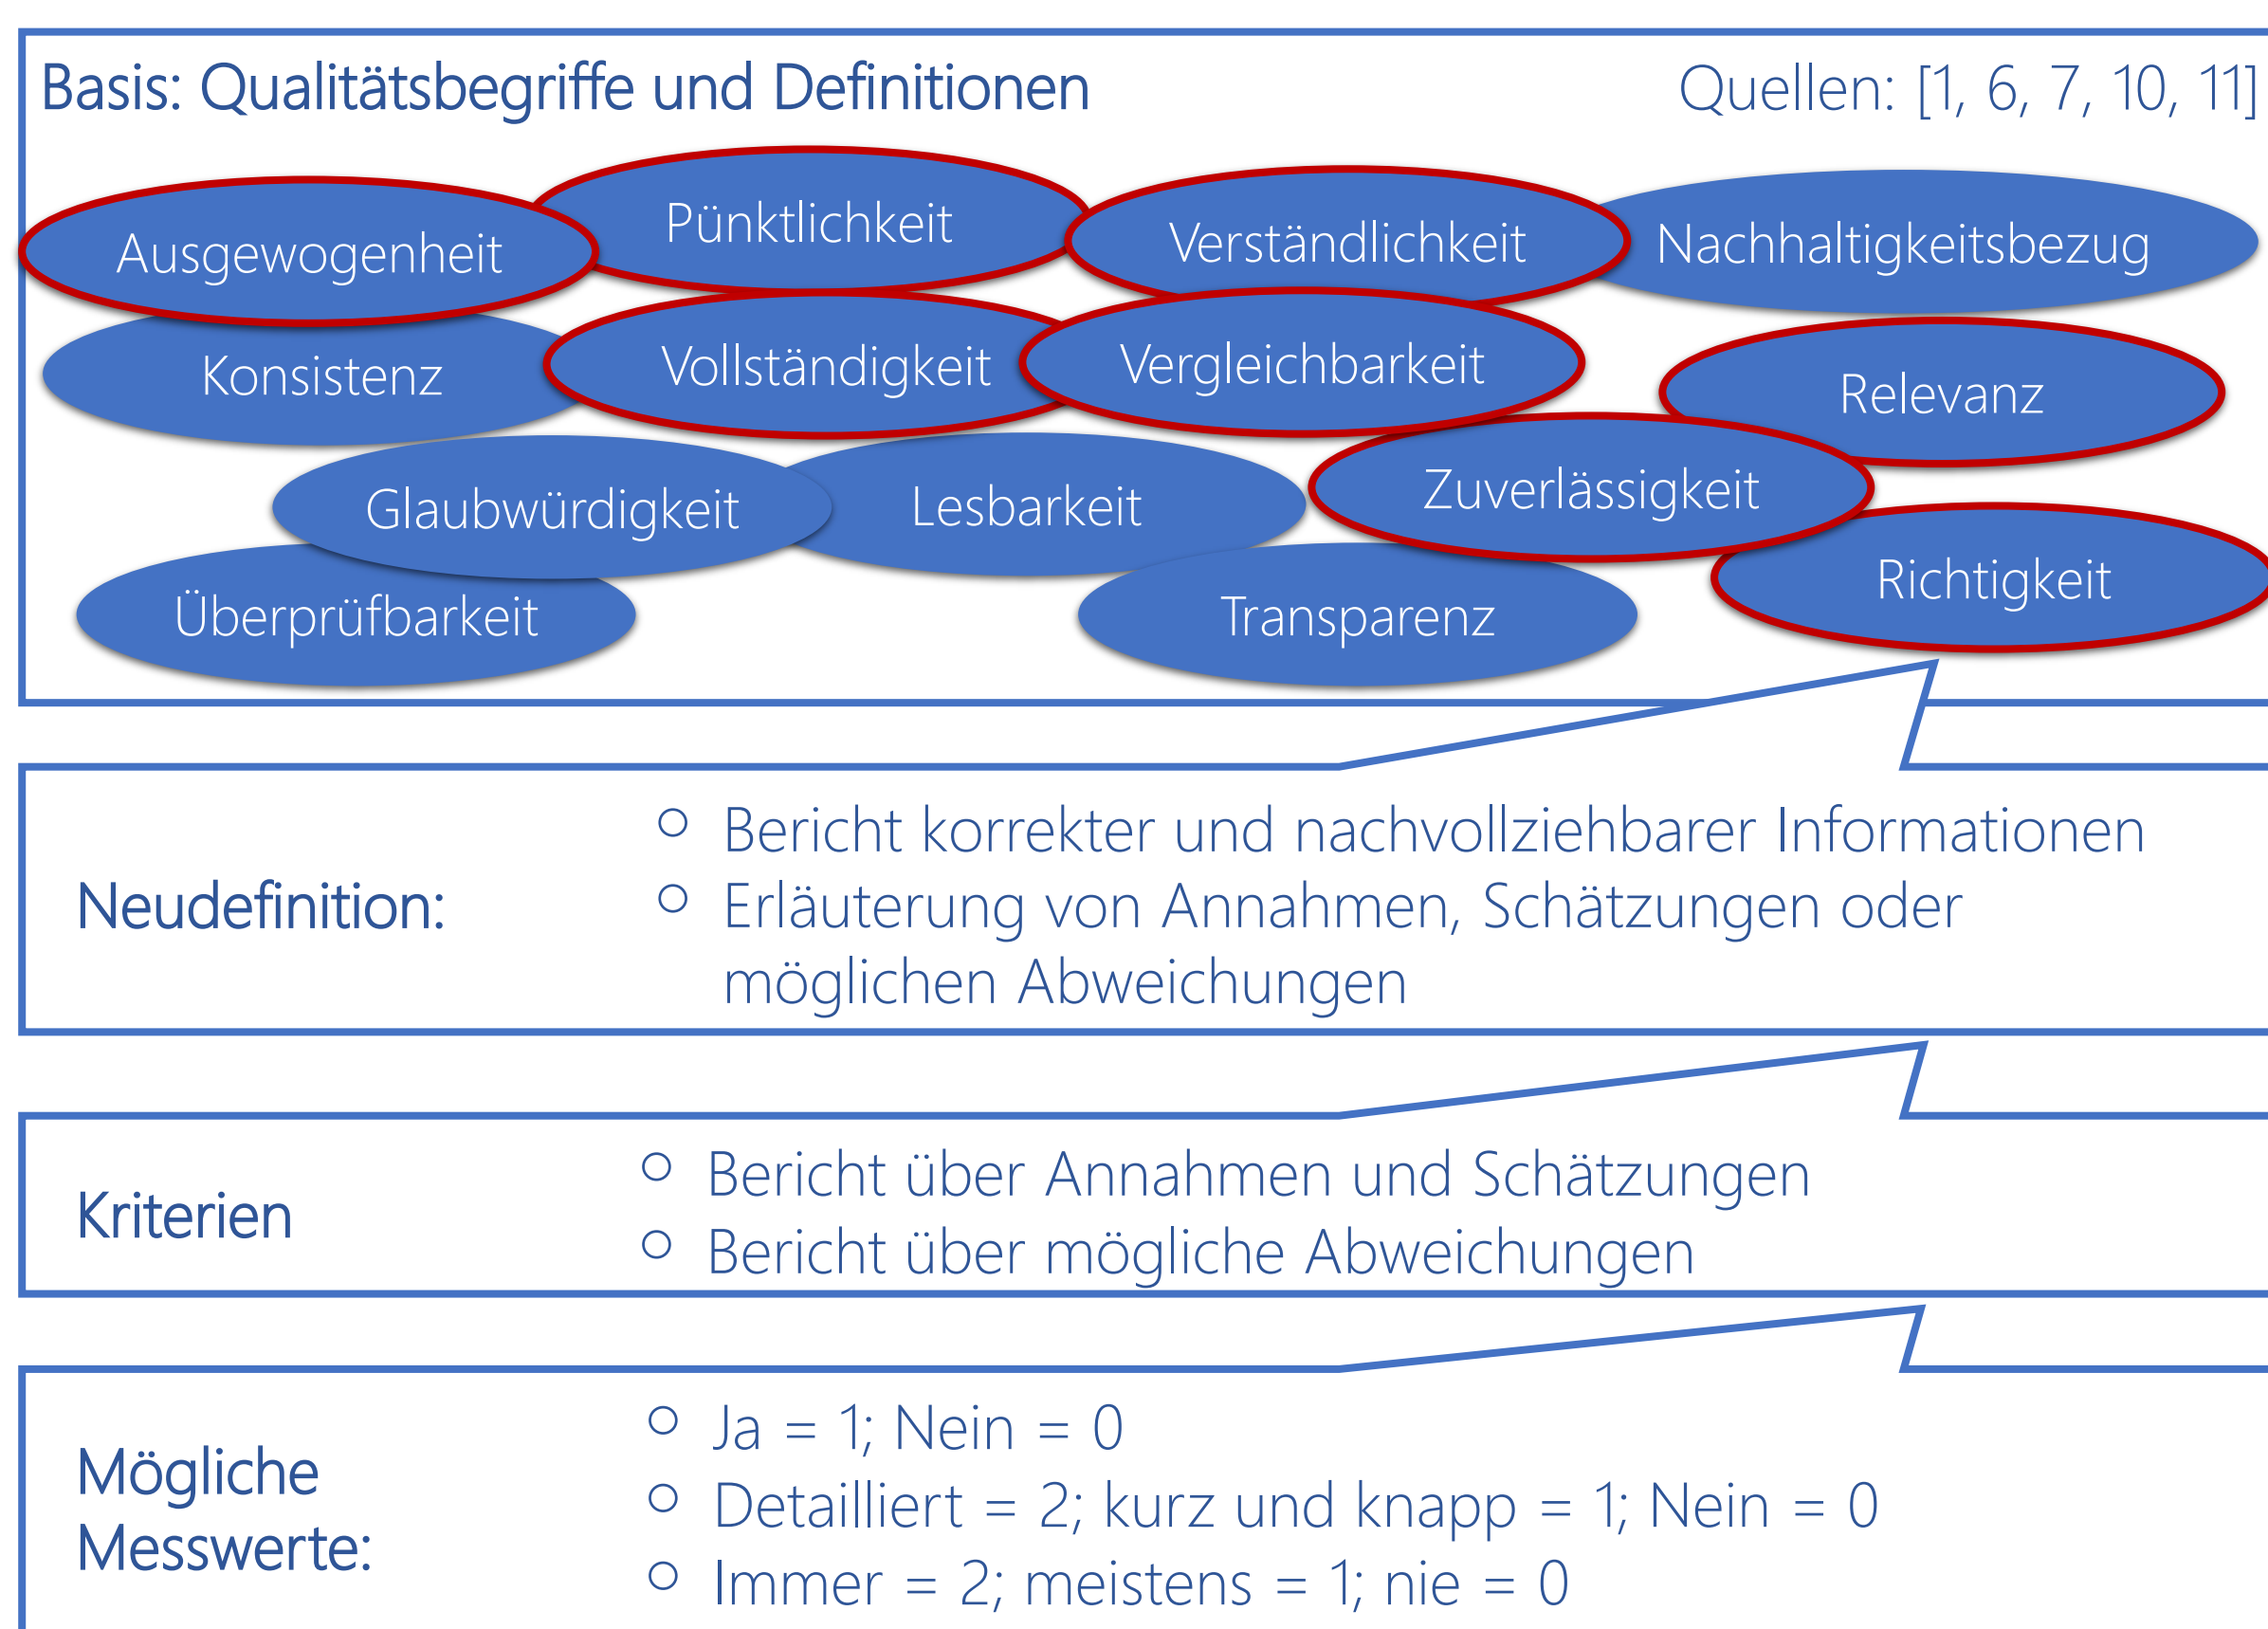 Basis: Qualitätsbegriffe und Definitionen
Quellen: [1, 6, 7, 10, 11]
Ausgewogenheit
Pünktlichkeit
Verständlichkeit
Nachhaltigkeitsbezug
Konsistenz
Vollständigkeit
Vergleichbarkeit
Relevanz
Glaubwürdigkeit
Lesbarkeit
Zuverlässigkeit
Richtigkeit
Überprüfbarkeit
Transparenz
Neudefinition:
○ Bericht korrekter und nachvollziehbarer Informationen
○ Erläuterung von Annahmen, Schätzungen oder
möglichen Abweichungen
Kriterien
○ Bericht über Annahmen und Schätzungen
○ Bericht über mögliche Abweichungen
Mögliche
Messwerte:
○ Ja = 1; Nein = 0
○ Detailliert = 2; kurz und knapp = 1; Nein = 0
○ Immer = 2; meistens = 1; nie = 0